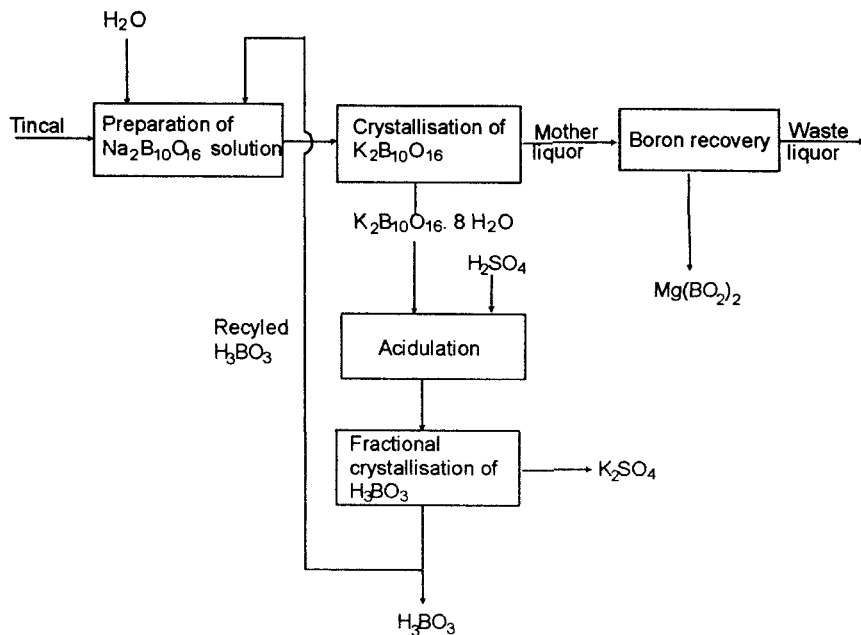 H₂O
Tincal
Preparation of
Na₂B₁₀O₁₆ solution
Crystallisation of
K₂B₁₀O₁₆
Mother
liquor
Boron recovery
Waste
liquor
K₂B₁₀O₁₆. 8 H₂O
H₂SO₄
Mg(BO₂)₂
Recyled
H₃BO₃
Acidulation
Fractional
crystallisation of
H₃BO₃
K₂SO₄
H₃BO₃